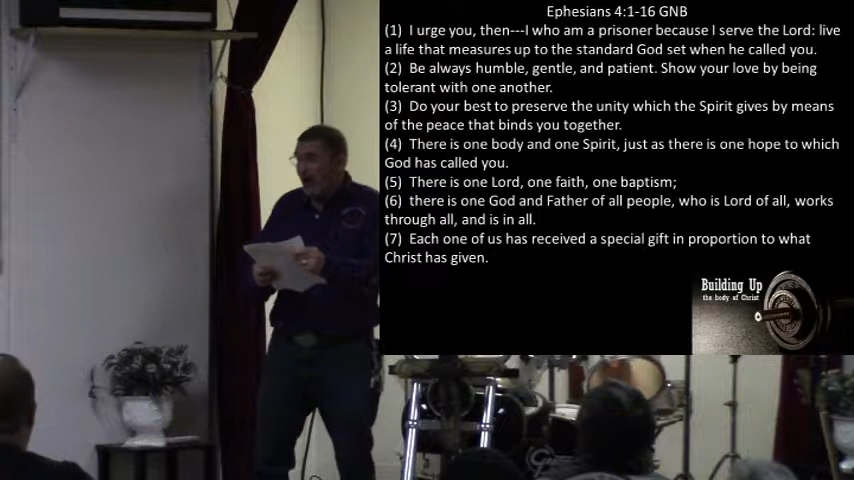 Ephesians 4:1-16 GNB
(1) I urge you, then---I who am a prisoner because I serve the Lord: live
a life that measures up to the standard God set when he called you.
(2) Be always humble, gentle, and patient. Show your love by being
tolerant with one another.
(3) Do your best to preserve the unity which the Spirit gives by means
of the peace that binds you together.
(4) There is one body and one Spirit, just as there is one hope to which
God has called you.
(5) There is one Lord, one faith, one baptism;
(6) there is one God and Father of all people, who is Lord of all, works
through all, and is in all.
(7) Each one of us has received a special gift in proportion to what
Christ has given.
Building Up
the body of Christ